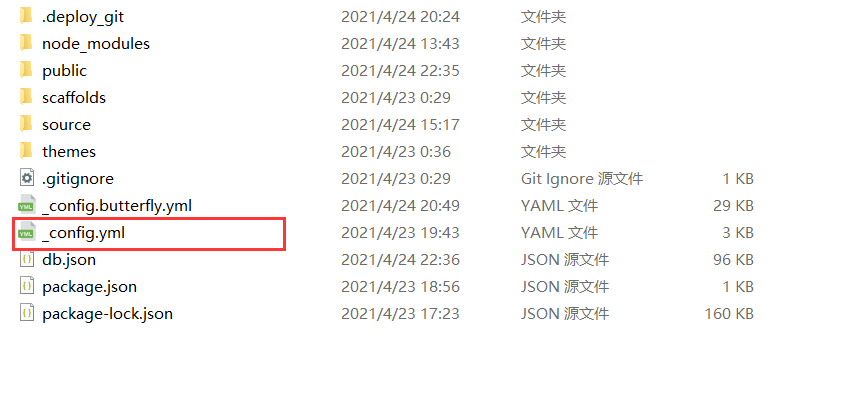 .deploy_git 2021/4/24 20:24 文件夹
node_modules 2021/4/24 13:43 文件夹
public 2021/4/24 22:35 文件夹
scaffolds 2021/4/23 0:29 文件夹
source 2021/4/24 15:17 文件夹
themes 2021/4/23 0:36 文件夹
.gitignore 2021/4/23 0:29 Git Ignore 源文件 1 KB
_config.butterfly.yml 2021/4/24 20:49 YAML 文件 29 KB
_config.yml 2021/4/23 19:43 YAML 文件 3 KB
db.json 2021/4/24 22:36 JSON 源文件 96 KB
package.json 2021/4/23 18:56 JSON 源文件 1 KB
package-lock.json 2021/4/23 17:23 JSON 源文件 160 KB